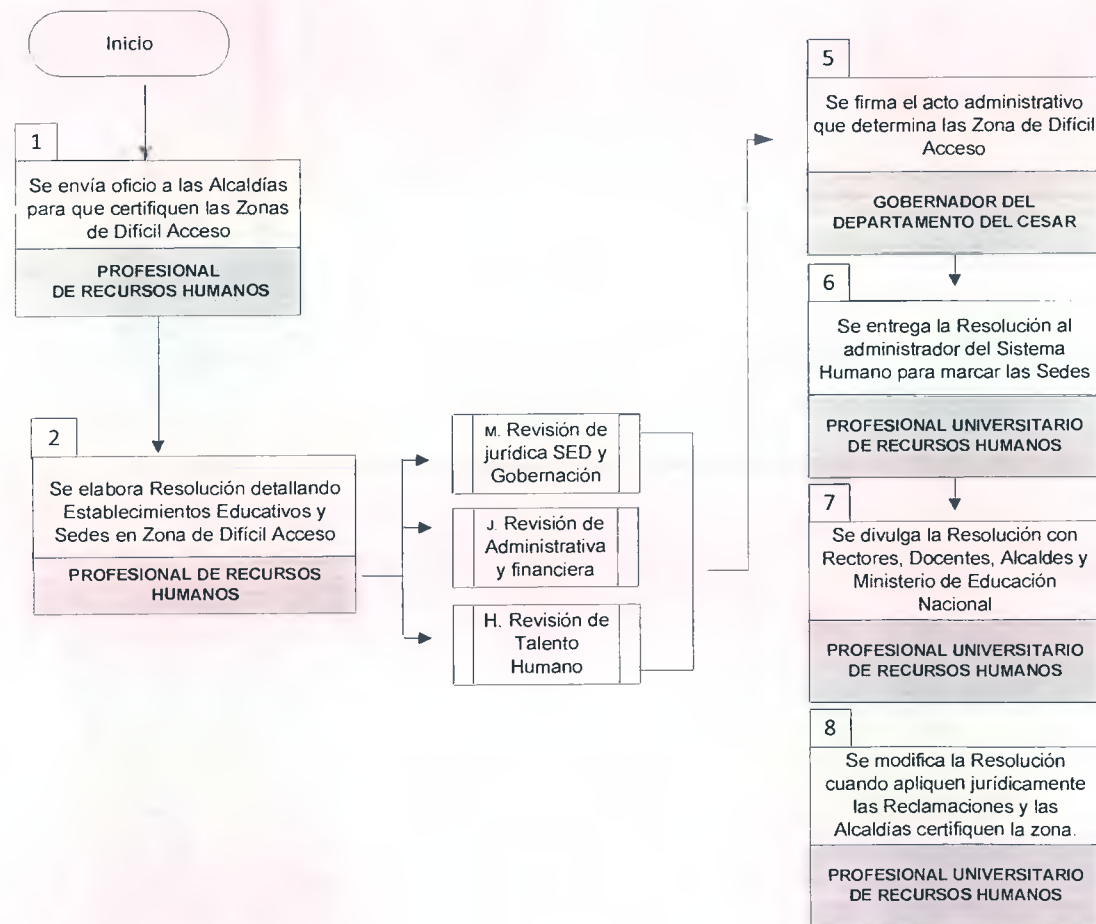 Inicio
1
Se envía oficio a las Alcaldías
para que certifiquen las Zonas
de Difícil Acceso
PROFESIONAL
DE RECURSOS HUMANOS
2
Se elabora Resolución detallando
Establecimientos Educativos y
Sedes en Zona de Difícil Acceso
PROFESIONAL DE RECURSOS
HUMANOS
M. Revisión de
jurídica SED y
Gobernación
J. Revisión de
Administrativa
y financiera
H. Revisión de
Talento
Humano
5
Se firma el acto administrativo
que determina las Zona de Difícil
Acceso
GOBERNADOR DEL
DEPARTAMENTO DEL CESAR
6
Se entrega la Resolución al
administrador del Sistema
Humano para marcar las Sedes
PROFESIONAL UNIVERSITARIO
DE RECURSOS HUMANOS
7
Se divulga la Resolución con
Rectores, Docentes, Alcaldes y
Ministerio de Educación
Nacional
PROFESIONAL UNIVERSITARIO
DE RECURSOS HUMANOS
8
Se modifica la Resolución
cuando apliquen jurídicamente
las Reclamaciones y las
Alcaldías certifiquen la zona.
PROFESIONAL UNIVERSITARIO
DE RECURSOS HUMANOS